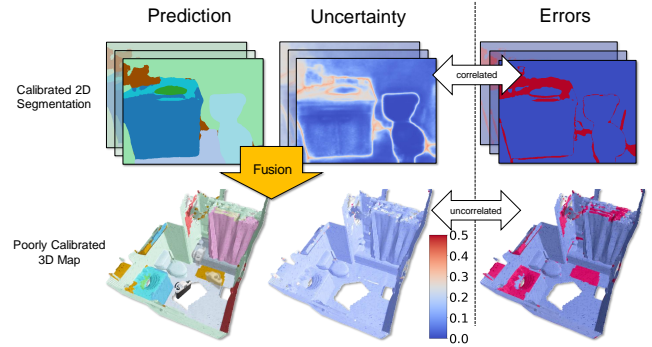 Prediction
Uncertainty
Errors
Calibrated 2D
Segmentation
correlated
Fusion
uncorrelated
Poorly Calibrated
3D Map
0.5
0.4
0.3
0.2
0.1
0.0